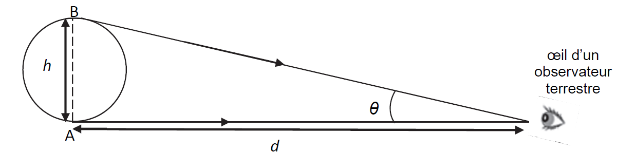 B
h
A
d
θ
œil d’un
observateur
terrestre